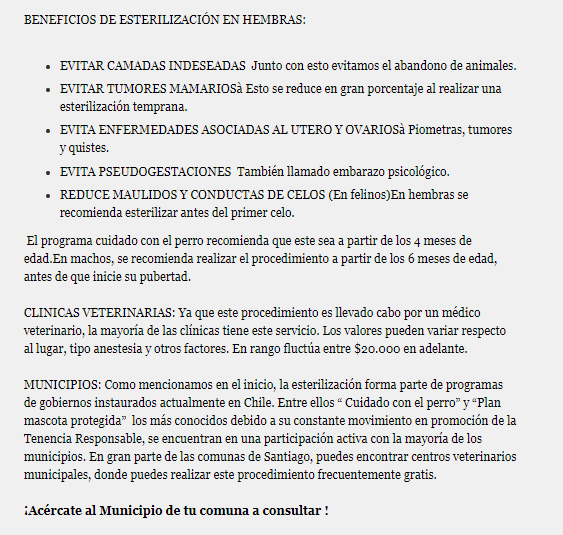 BENEFICIOS DE ESTERILIZACIÓN EN HEMBRAS:
• EVITAR CAMADAS INDESEADAS  Junto con esto evitamos el abandono de animales.
• EVITAR TUMORES MAMARIOSà Esto se reduce en gran porcentaje al realizar una
esterilización temprana.
• EVITA ENFERMEDADES ASOCIADAS AL UTERO Y OVARIOSà Piometras, tumores
y quistes.
• EVITA PSEUDOGESTACIONES  También llamado embarazo psicológico.
• REDUCE MAULIDOS Y CONDUCTAS DE CELOS (En felinos)En hembras se
recomienda esterilizar antes del primer celo.
El programa cuidado con el perro recomienda que este sea a partir de los 4 meses de
edad.En machos, se recomienda realizar el procedimiento a partir de los 6 meses de edad,
antes de que inicie su pubertad.
CLINICAS VETERINARIAS: Ya que este procedimiento es llevado cabo por un médico
veterinario, la mayoría de las clínicas tiene este servicio. Los valores pueden variar respecto
al lugar, tipo anestesia y otros factores. En rango fluctúa entre $20.000 en adelante.
MUNICIPIOS: Como mencionamos en el inicio, la esterilización forma parte de programas
de gobiernos instaurados actualmente en Chile. Entre ellos “ Cuidado con el perro” y “Plan
mascota protegida”  los más conocidos debido a su constante movimiento en promoción de la
Tenencia Responsable, se encuentran en una participación activa con la mayoría de los
municipios. En gran parte de las comunas de Santiago, puedes encontrar centros veterinarios
municipales, donde puedes realizar este procedimiento frecuentemente gratis.
¡Acércate al Municipio de tu comuna a consultar !